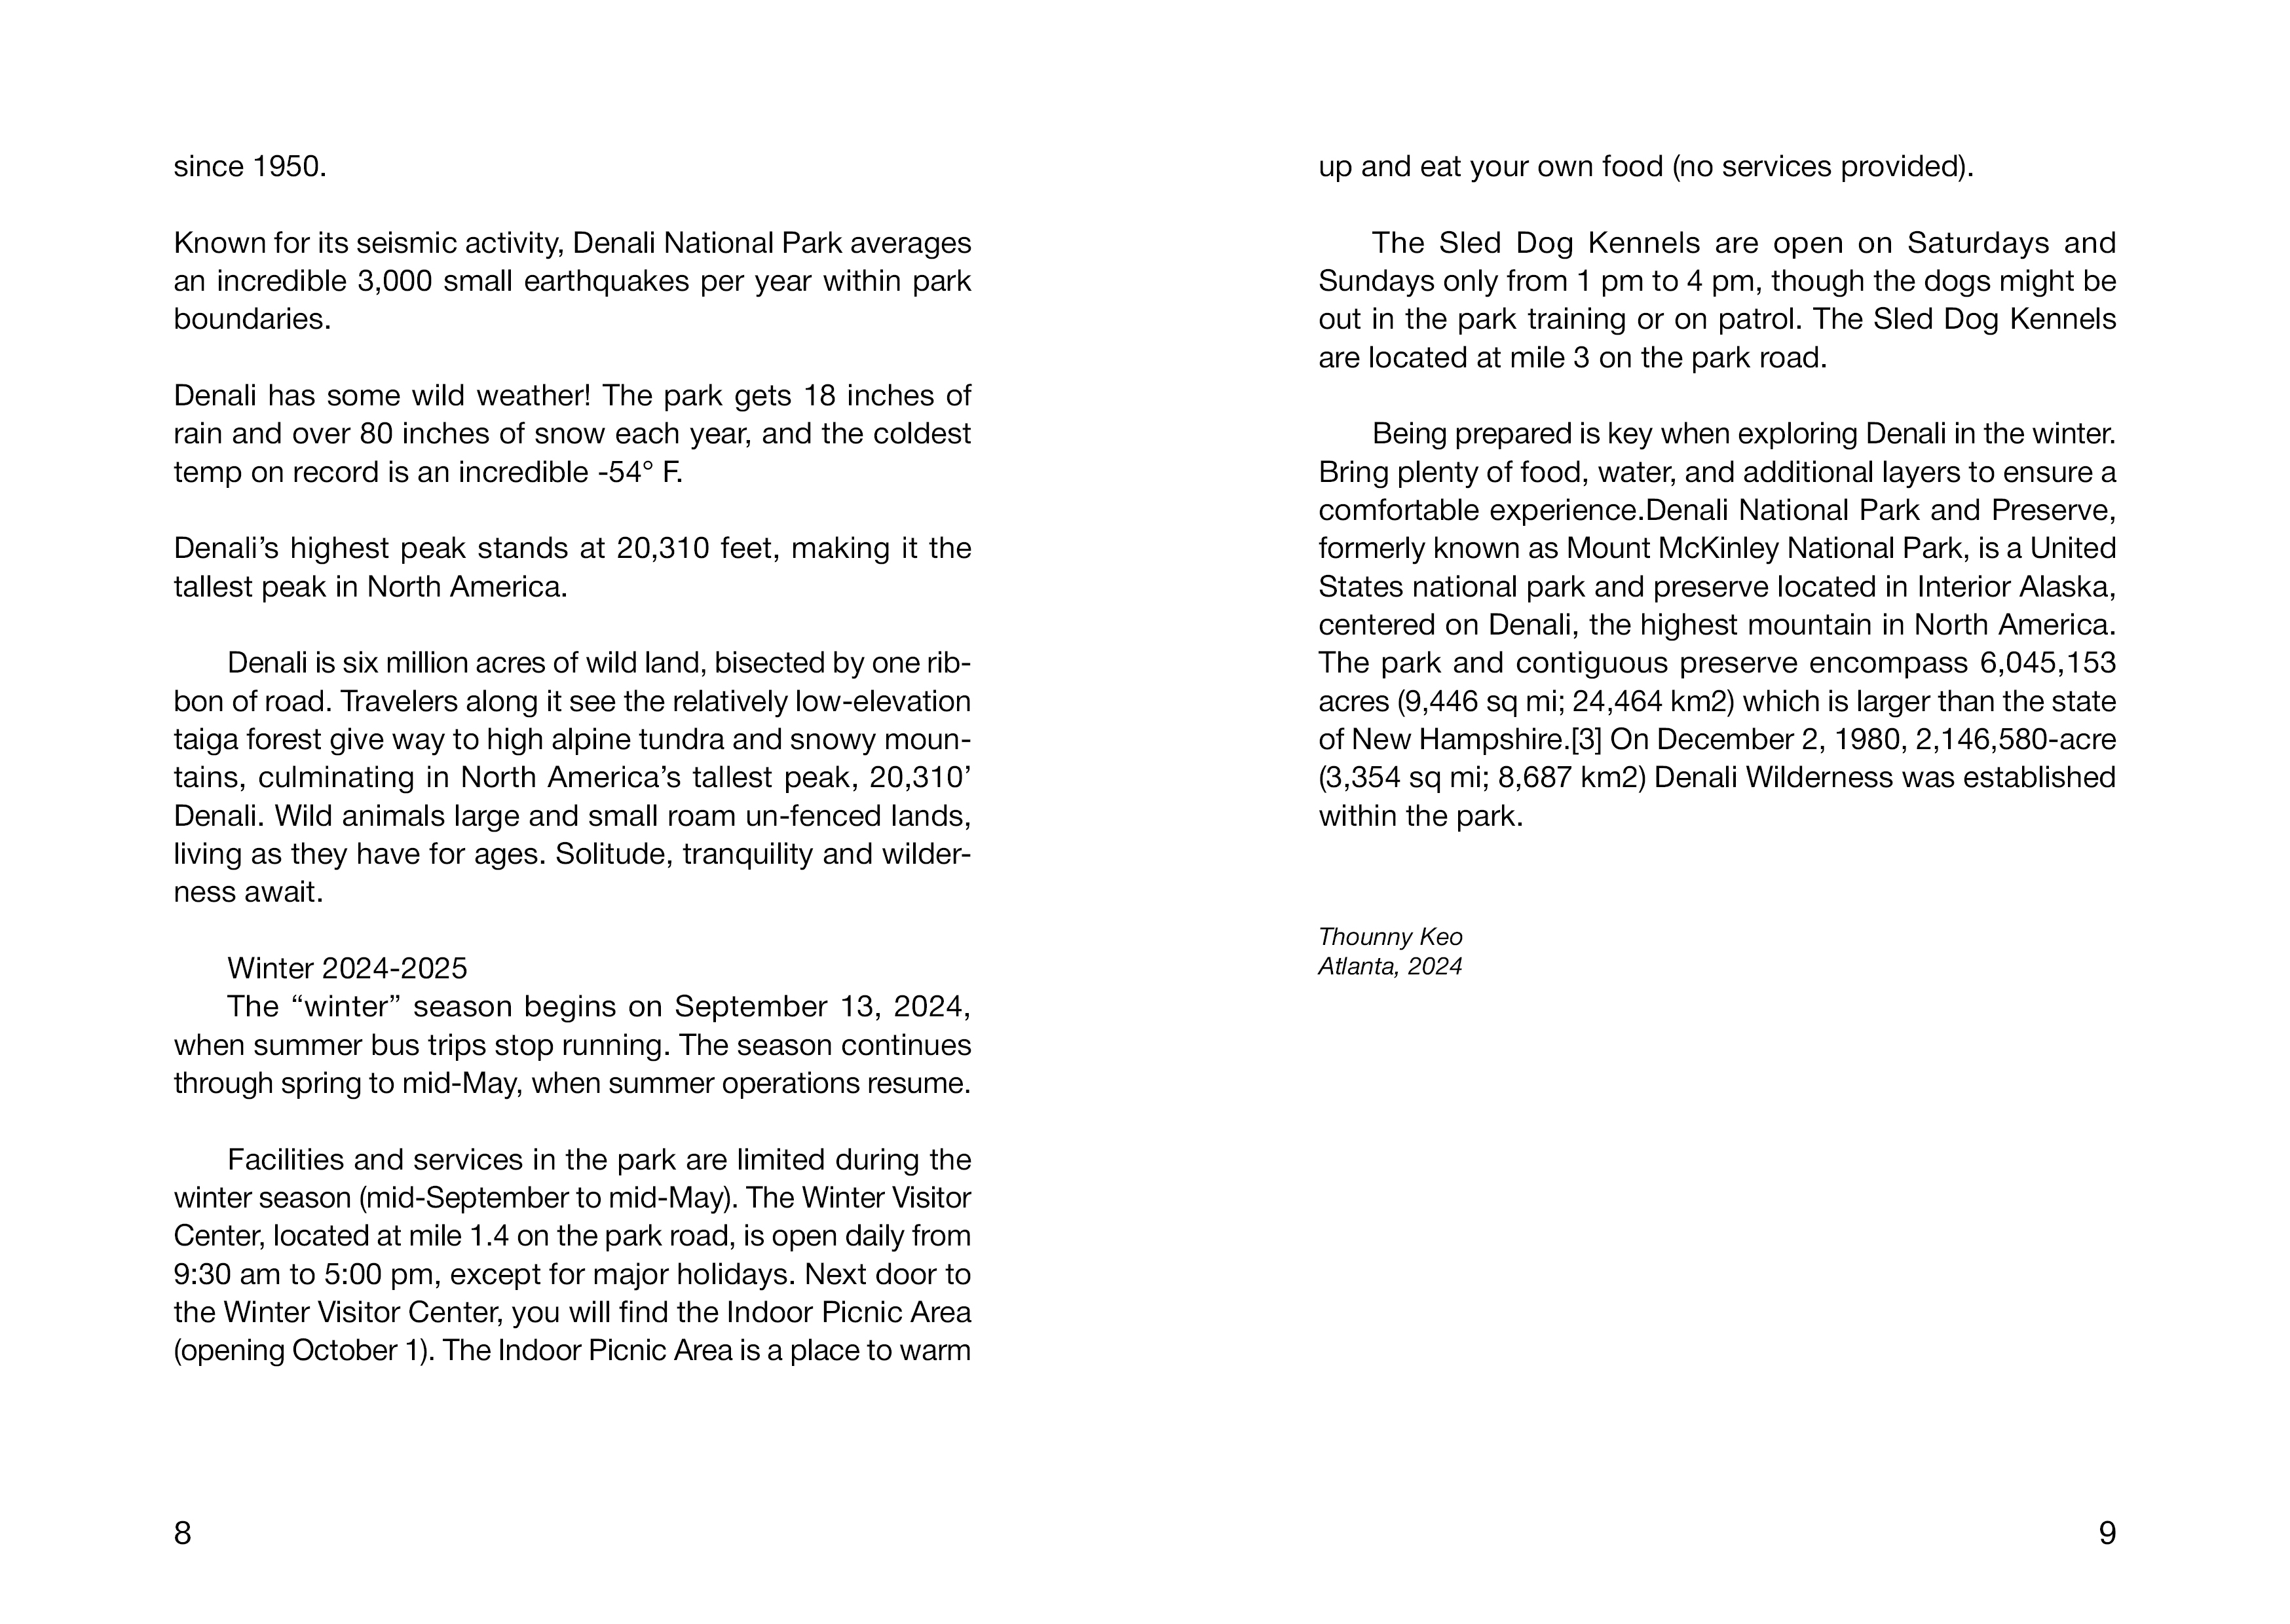 since 1950.
Known for its seismic activity, Denali National Park averages
an incredible 3,000 small earthquakes per year within park
boundaries.
Denali has some wild weather! The park gets 18 inches of
rain and over 80 inches of snow each year, and the coldest
temp on record is an incredible -54° F.
Denali’s highest peak stands at 20,310 feet, making it the
tallest peak in North America.
Denali is six million acres of wild land, bisected by one rib-
bon of road. Travelers along it see the relatively low-elevation
taiga forest give way to high alpine tundra and snowy moun-
tains, culminating in North America’s tallest peak, 20,310’
Denali. Wild animals large and small roam un-fenced lands,
living as they have for ages. Solitude, tranquility and wilder-
ness await.
Winter 2024-2025
The “winter” season begins on September 13, 2024,
when summer bus trips stop running. The season continues
through spring to mid-May, when summer operations resume.
Facilities and services in the park are limited during the
winter season (mid-September to mid-May). The Winter Visitor
Center, located at mile 1.4 on the park road, is open daily from
9:30 am to 5:00 pm, except for major holidays. Next door to
the Winter Visitor Center, you will find the Indoor Picnic Area
(opening October 1). The Indoor Picnic Area is a place to warm
8
up and eat your own food (no services provided).
The Sled Dog Kennels are open on Saturdays and
Sundays only from 1 pm to 4 pm, though the dogs might be
out in the park training or on patrol. The Sled Dog Kennels
are located at mile 3 on the park road.
Being prepared is key when exploring Denali in the winter.
Bring plenty of food, water, and additional layers to ensure a
comfortable experience.Denali National Park and Preserve,
formerly known as Mount McKinley National Park, is a United
States national park and preserve located in Interior Alaska,
centered on Denali, the highest mountain in North America.
The park and contiguous preserve encompass 6,045,153
acres (9,446 sq mi; 24,464 km2) which is larger than the state
of New Hampshire.[3] On December 2, 1980, 2,146,580-acre
(3,354 sq mi; 8,687 km2) Denali Wilderness was established
within the park.
Thounny Keo
Atlanta, 2024
9